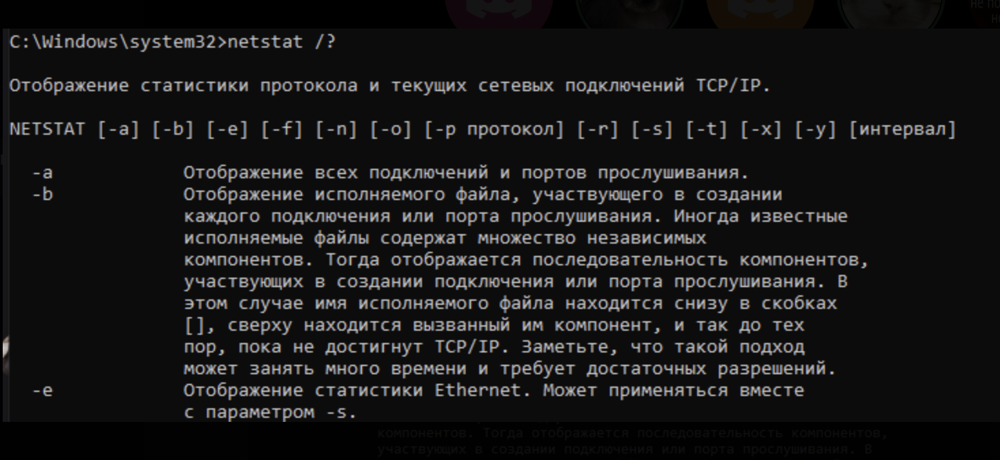 не по
не
C:\Windows\system32>netstat /?
Отображение статистики протокола и текущих сетевых подключений TCP/IP.
NETSTAT [-a] [-b] [-e] [-f] [-n] [-o] [-p протокол] [-r] [-s] [-t] [-x] [-y] [интервал]
-a Отображение всех подключений и портов прослушивания.
-b Отображение исполняемого файла, участвующего в создании
каждого подключения или порта прослушивания. Иногда известные
исполняемые файлы содержат множество независимых
компонентов. Тогда отображается последовательность компонентов,
участвующих в создании подключения или порта прослушивания. В
этом случае имя исполняемого файла находится снизу в скобках
[], сверху находится вызванный им компонент, и так до тех
пор, пока не достигнут TCP/IP. Заметьте, что такой подход
может занять много времени и требует достаточных разрешений.
-e Отображение статистики Ethernet. Может применяться вместе
с параметром -s.
компонентов. Тогда отображается последовательность компонентов,
участвующих в создании подключения или порта прослушивания. В